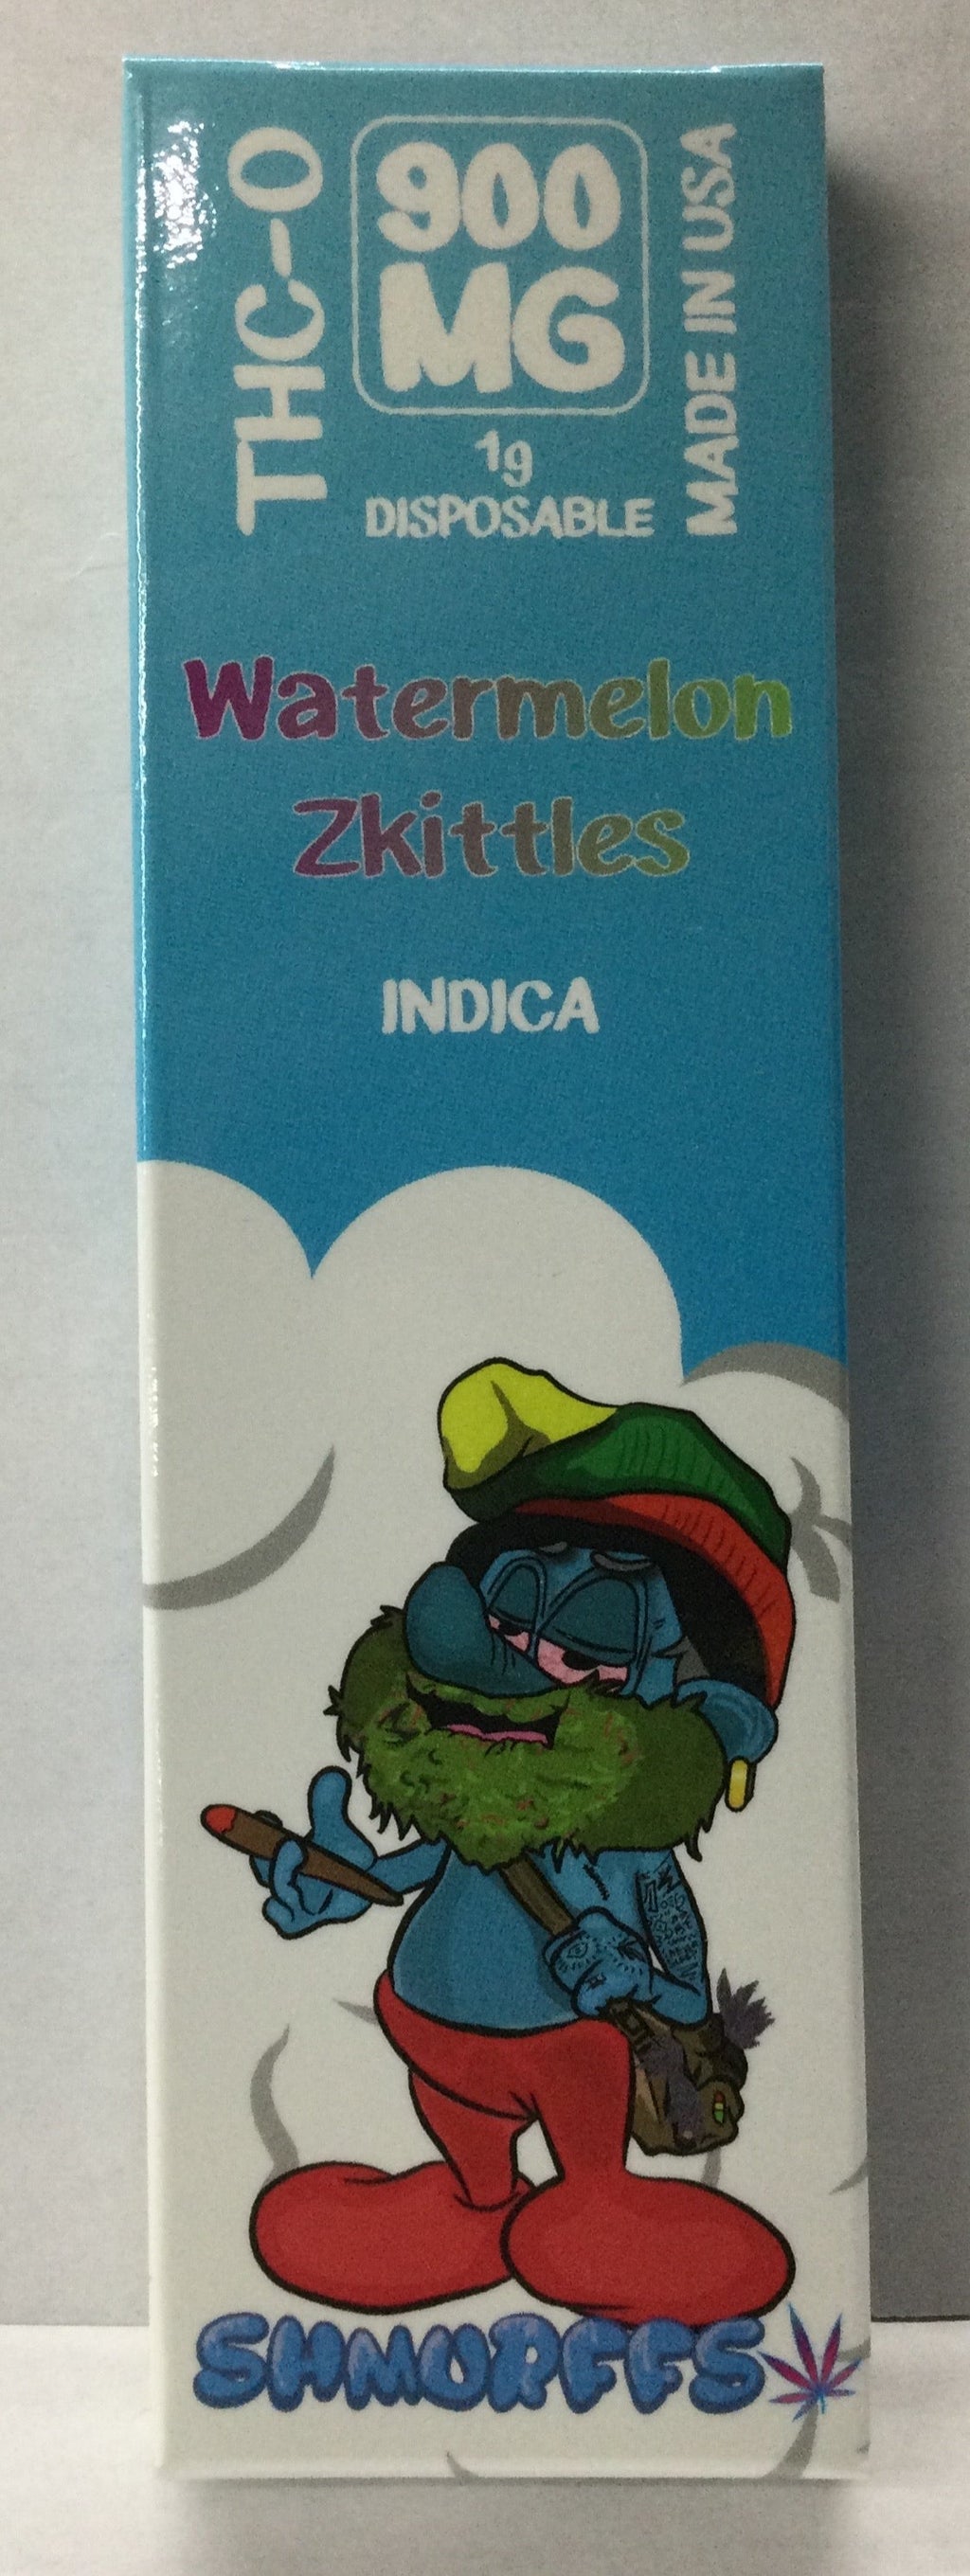 THC-O
900
MG
MADE IN USA
1g
DISPOSABLE
Watermelon
Zkittles
INDICA
SHMURFFS